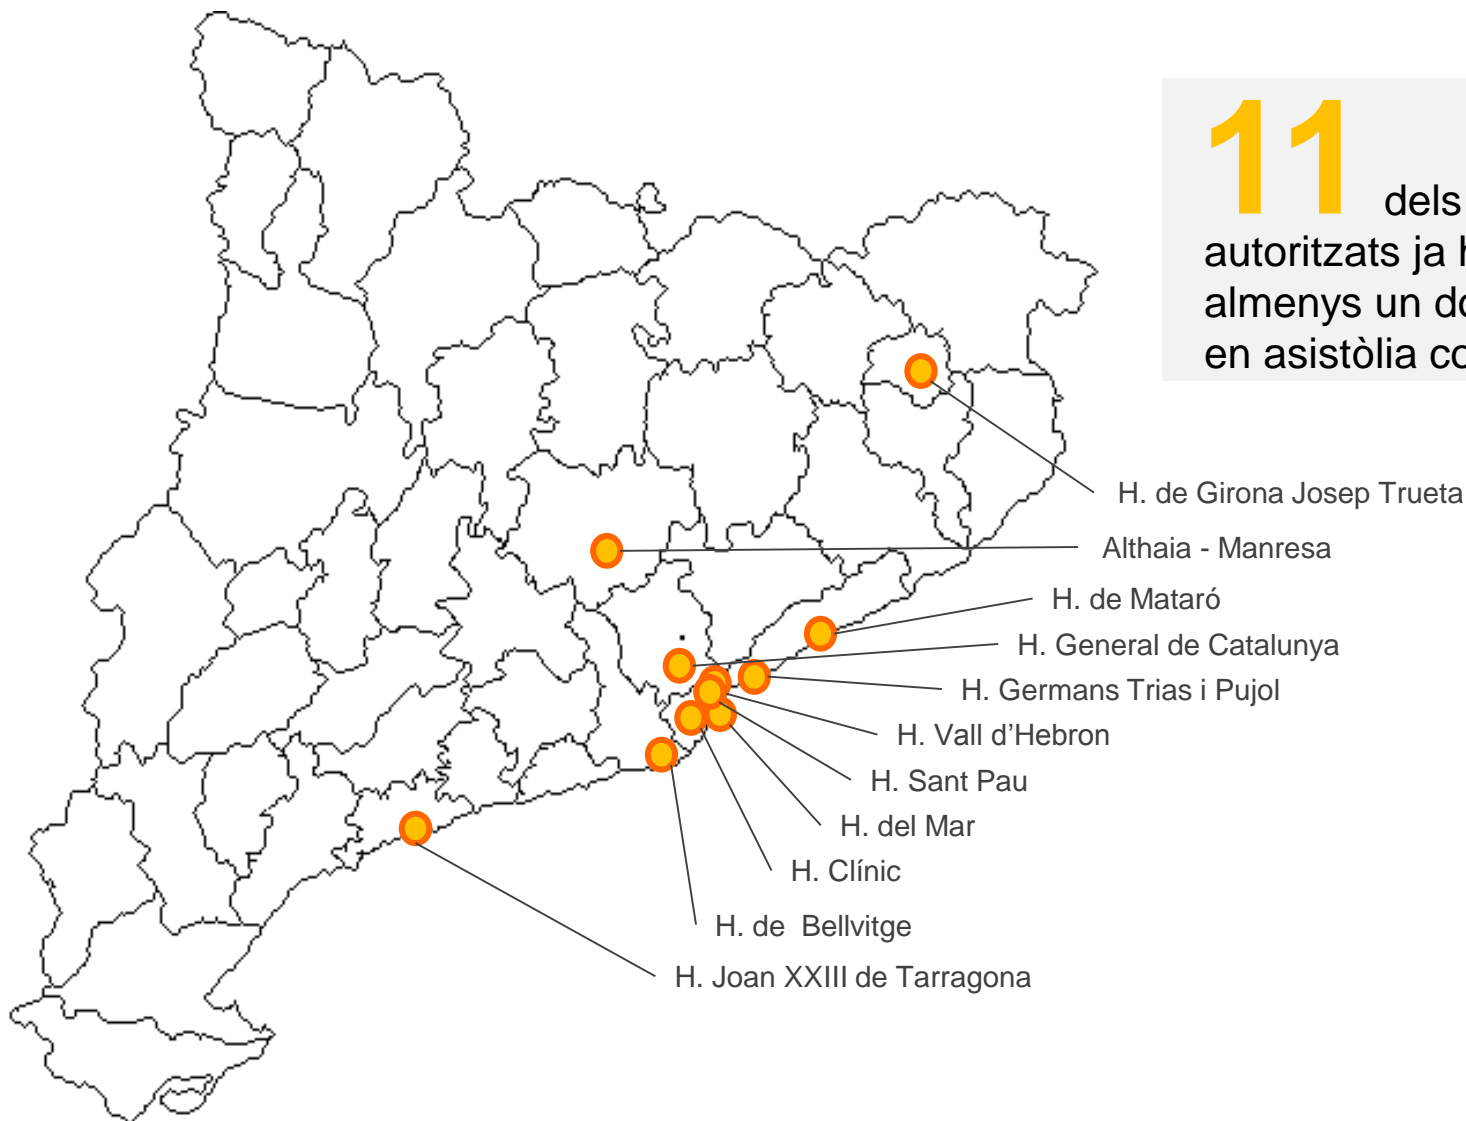 11 dels
autoritzats ja
almenys un
en asistòlia
H. de Girona Josep Trueta
Althaia - Manresa
H. de Mataró
H. General de Catalunya
H. Germans Trias i Pujol
H. Vall d’Hebron
H. Sant Pau
H. del Mar
H. Clínic
H. de  Bellvitge
H. Joan XXIII de Tarragona